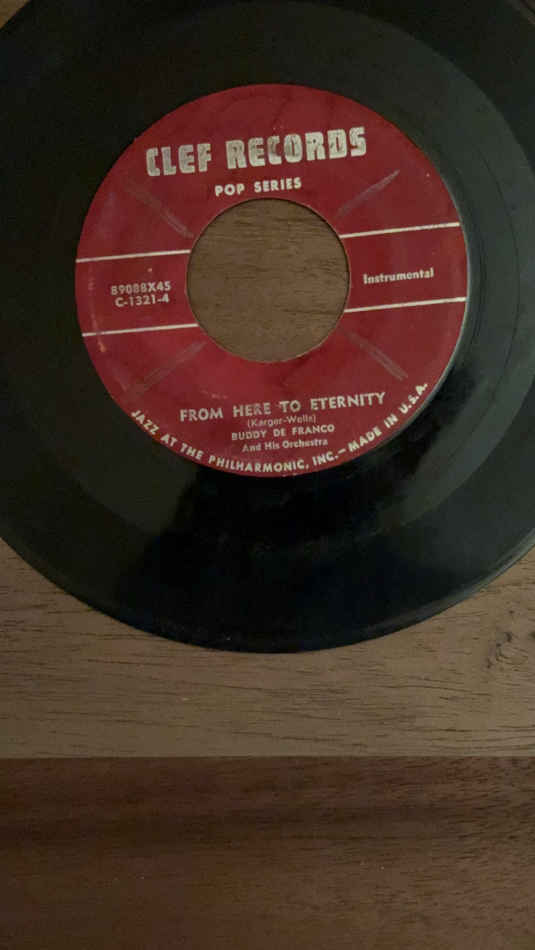 CLEF RECORDS
POP SERIES
89088X45
C-1321-4
Instrumental
FROM HERE TO ETERNITY
(Karger-Wells)
BUDDY DE FRANCO
And His Orchestra
JAZZ AT THE PHILHARMONIC, INC.—MADE IN U.S.A.